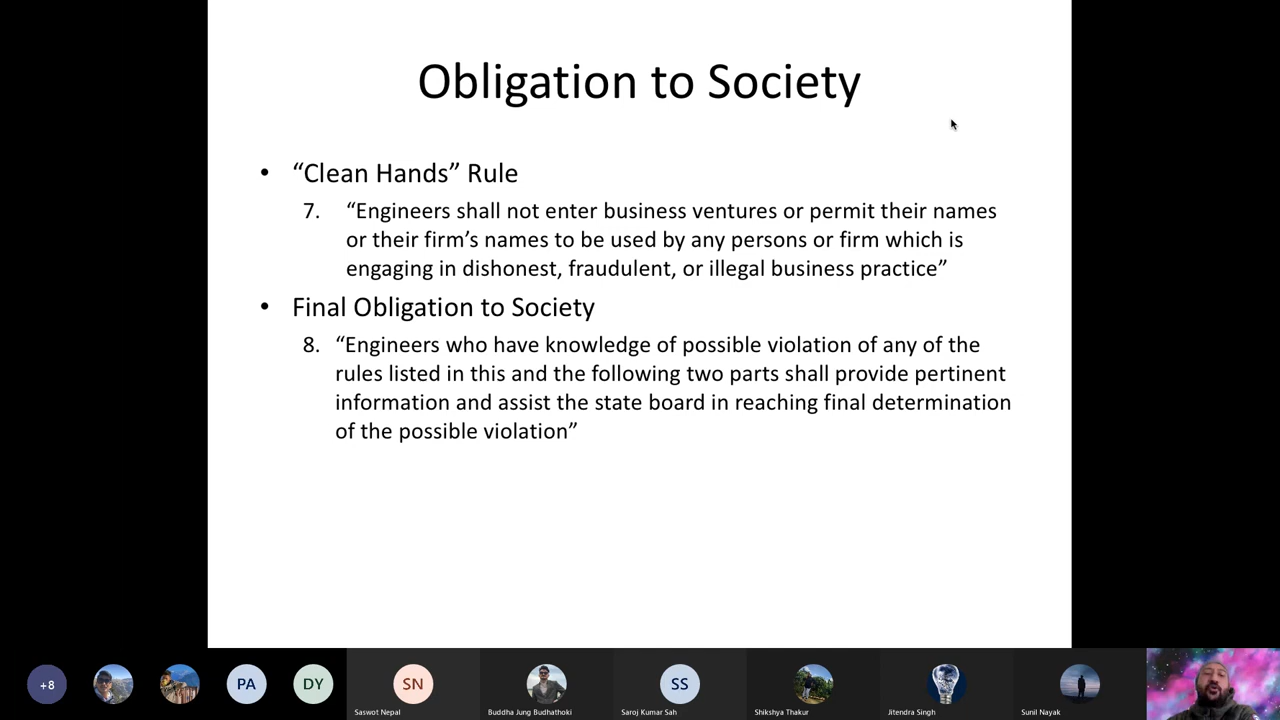 Obligation to Society
• “Clean Hands” Rule
7. “Engineers shall not enter business ventures or permit their names
or their firm’s names to be used by any persons or firm which is
engaging in dishonest, fraudulent, or illegal business practice”
• Final Obligation to Society
8. “Engineers who have knowledge of possible violation of any of the
rules listed in this and the following two parts shall provide pertinent
information and assist the state board in reaching final determination
of the possible violation”
+8 PA DY SN SS
Saswot Nepal Buddha Jung Budhathoki Saroj Kumar Sah Shikshya Thakur Jitendra Singh Sunil Nayak